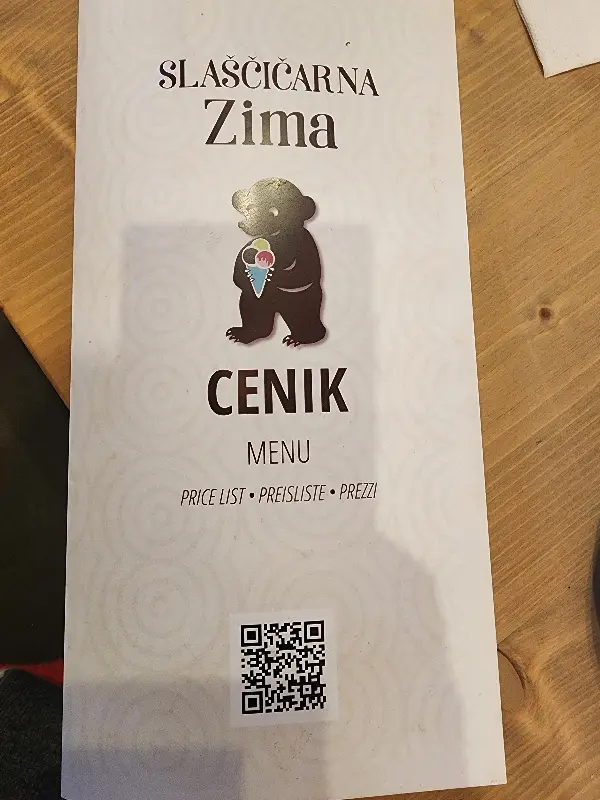 SLAŠČIČARNA
Zima
CENIK
MENU
PRICE LIST • PREISLISTE • PREZZI